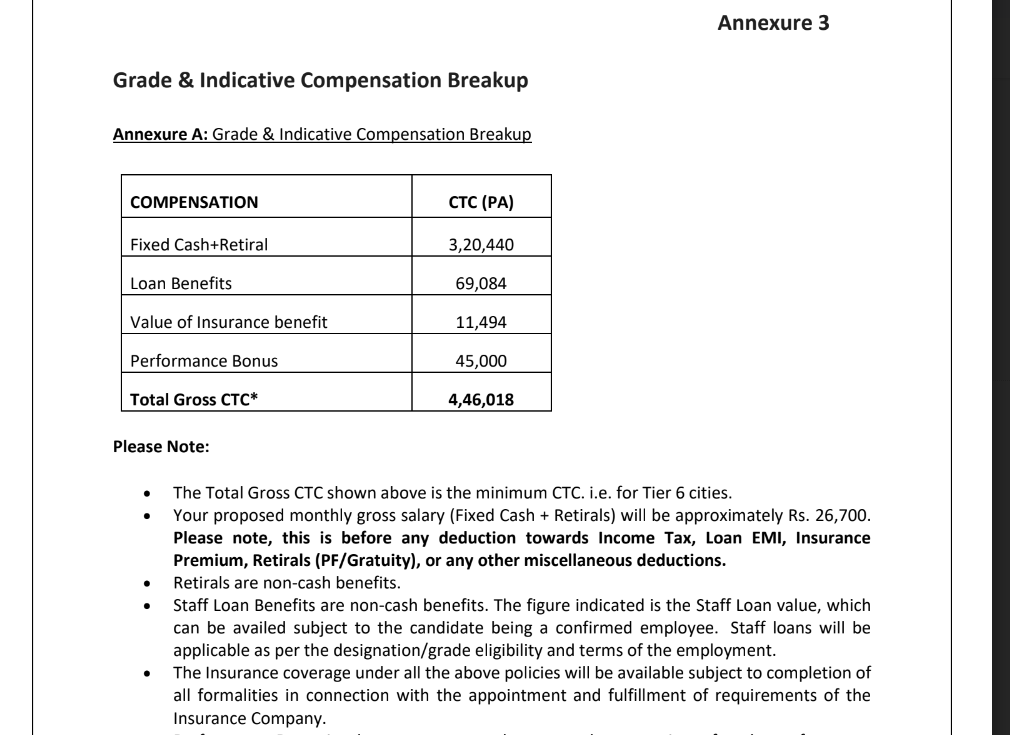 Annexure 3
Grade & Indicative Compensation Breakup
Annexure A: Grade & Indicative Compensation Breakup
COMPENSATION CTC (PA)
Fixed Cash+Retiral 3,20,440
Loan Benefits 69,084
Value of Insurance benefit 11,494
Performance Bonus 45,000
Total Gross CTC* 4,46,018
Please Note:
• The Total Gross CTC shown above is the minimum CTC. i.e. for Tier 6 cities.
• Your proposed monthly gross salary (Fixed Cash + Retirals) will be approximately Rs. 26,700.
Please note, this is before any deduction towards Income Tax, Loan EMI, Insurance
Premium, Retirals (PF/Gratuity), or any other miscellaneous deductions.
• Retirals are non-cash benefits.
• Staff Loan Benefits are non-cash benefits. The figure indicated is the Staff Loan value, which
can be availed subject to the candidate being a confirmed employee. Staff loans will be
applicable as per the designation/grade eligibility and terms of the employment.
• The Insurance coverage under all the above policies will be available subject to completion of
all formalities in connection with the appointment and fulfillment of requirements of the
Insurance Company.